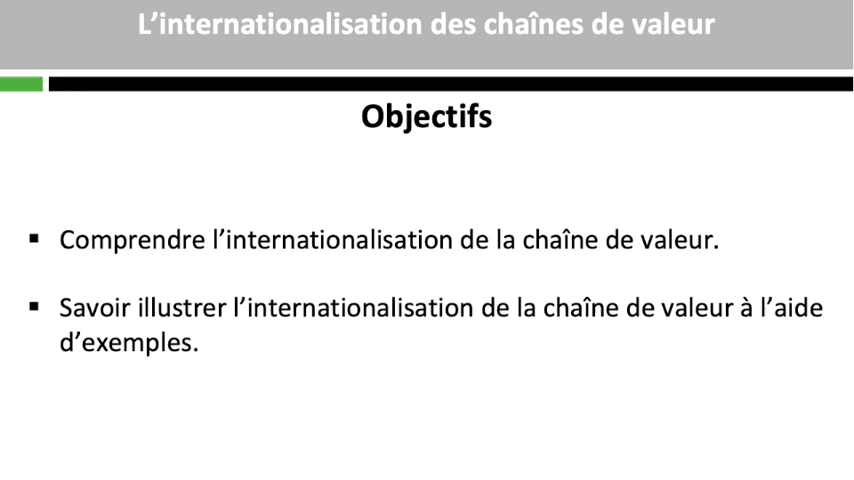 L’internationalisation des chaînes de valeur
Objectifs
▪ Comprendre l’internationalisation de la chaîne de valeur.
▪ Savoir illustrer l’internationalisation de la chaîne de valeur à l’aide
d’exemples.